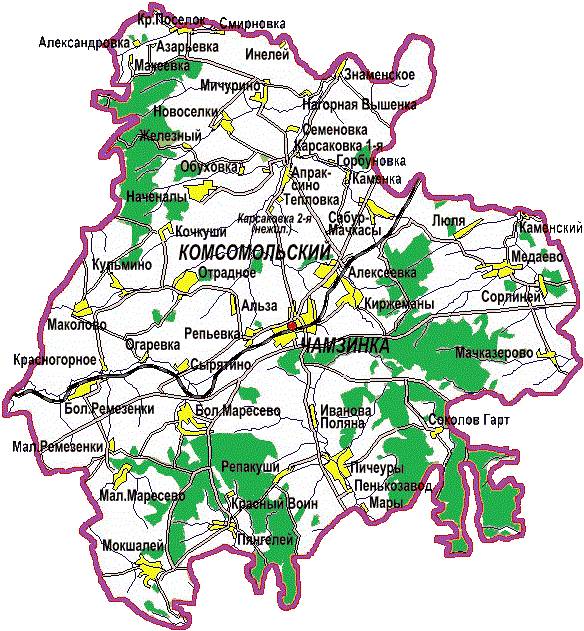 Кр.Поселок
Смирновка
Александровка
Азарьевка
Инелей
Макеевка
Знаменское
Мичурино
Нагорная Вышенка
Новоселки
Семеновка
Железный
Карсаковка 1-я
Горбуновка
Обуховка
Апрак-
сино
Каменка
Наченалы
Тепловка
Карсаковка 2-я
(нежил.)
Сабур-
Мачкасы
Люля
Каменский
Кочкуши
КОМСОМОЛЬСКИЙ
Медаево
Кульмино
Отрадное
Алексеевка
Сорлиней
Альза
Киржеманы
Маколово
Репьевка
Огаревка
ЧАМЗИНКА
Мачказерово
Красногорное
Сырятино
Бол.Ремезенки
Бол.Маресево
Иванова
Поляна
Соколов Гарт
Мал.Ремезенки
Репакуши
Пичеуры
Пенькозавод
Мал.Маресево
Красный Воин
Мары
Пянгелей
Мокшалей